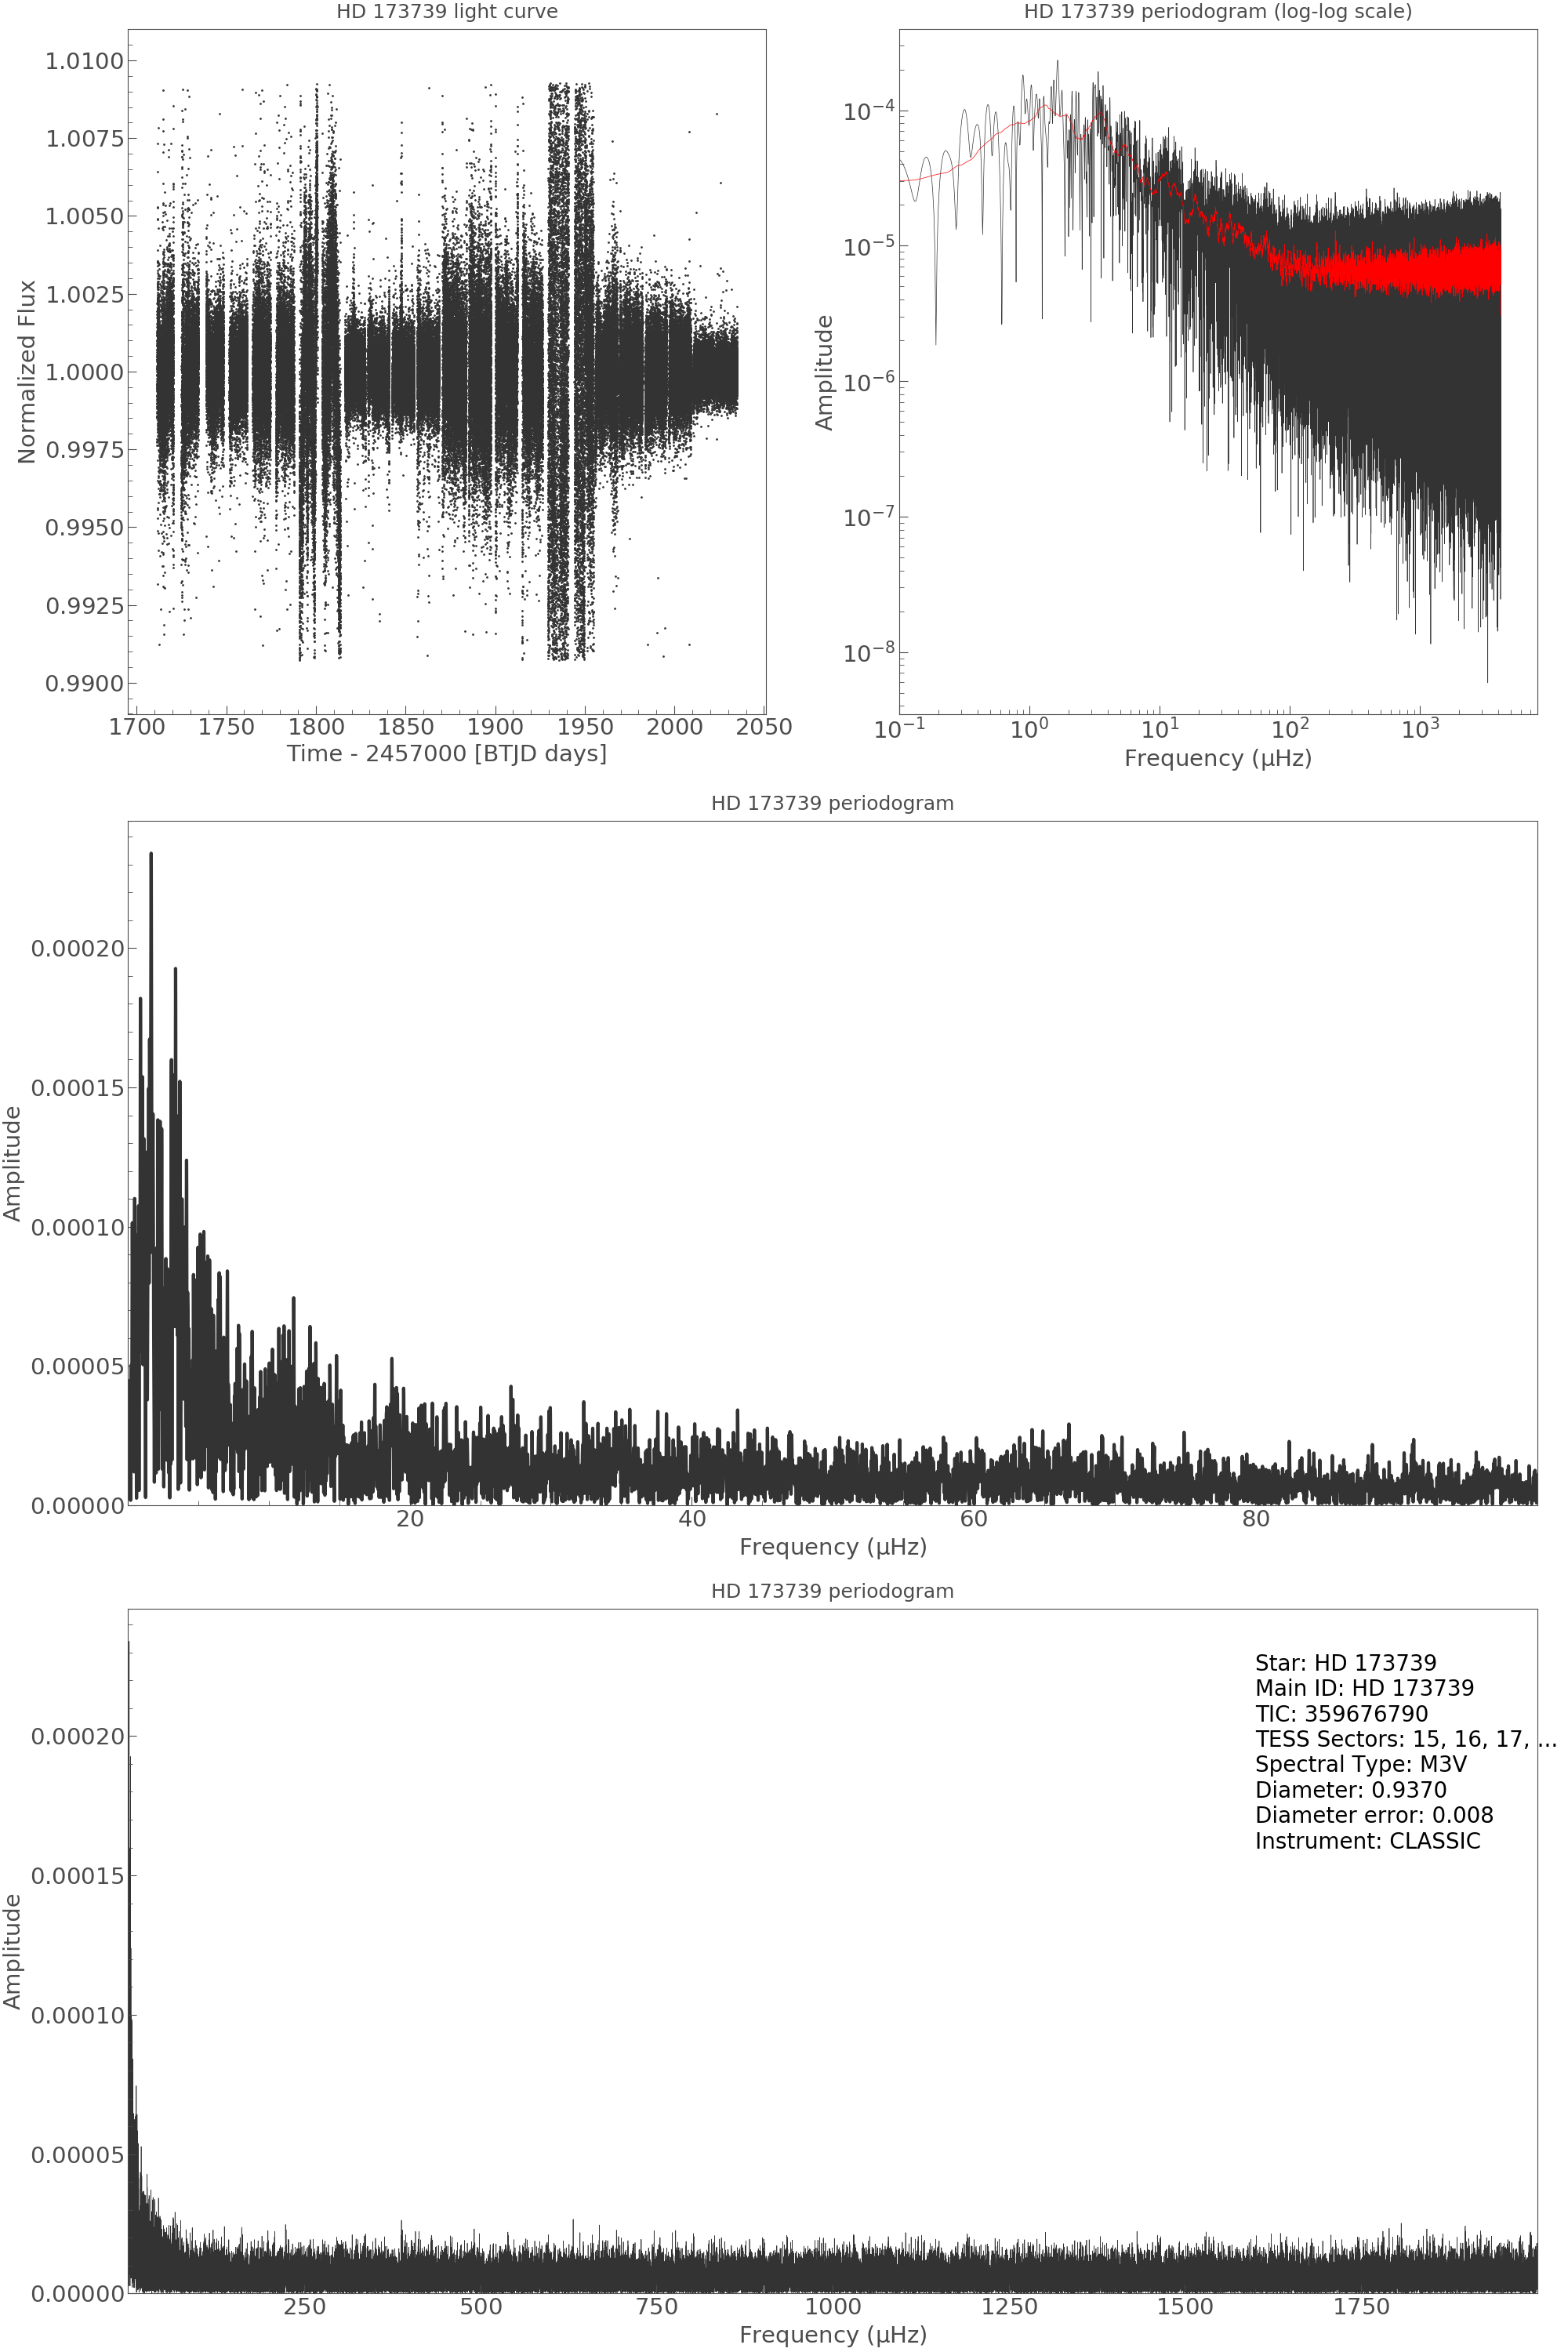 HD 173739 light curve
1.0100
1.0075
1.0050
1.0025
1.0000
0.9975
0.9950
0.9925
0.9900
Normalized Flux
1700 1750 1800 1850 1900 1950 2000 2050
Time - 2457000 [BTJD days]
HD 173739 periodogram (log-log scale)
10⁻⁴
10⁻⁵
10⁻⁶
10⁻⁷
10⁻⁸
Amplitude
10⁻¹ 10⁰ 10¹ 10² 10³
Frequency (μHz)
HD 173739 periodogram
0.00020
0.00015
0.00010
0.00005
0.00000
Amplitude
20 40 60 80
Frequency (μHz)
HD 173739 periodogram
Star: HD 173739
Main ID: HD 173739
TIC: 359676790
TESS Sectors: 15, 16, 17, ...
Spectral Type: M3V
Diameter: 0.9370
Diameter error: 0.008
Instrument: CLASSIC
0.00020
0.00015
0.00010
0.00005
0.00000
Amplitude
250 500 750 1000 1250 1500 1750
Frequency (μHz)